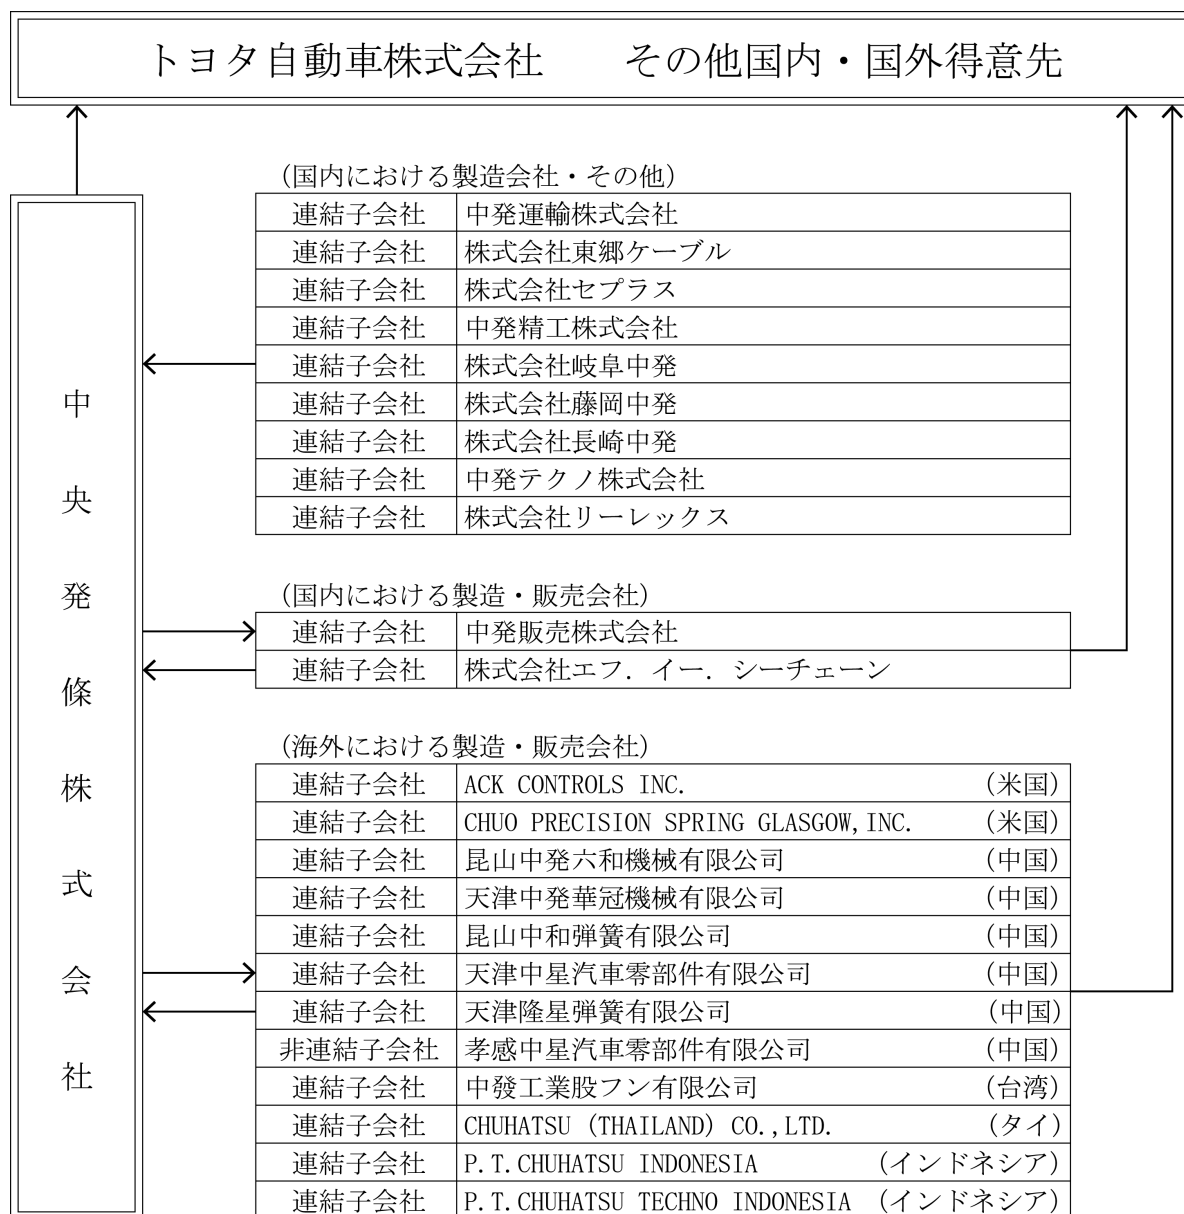 トヨタ自動車株式会社　　その他国内・国外得意先
中央発條株式会社
（国内における製造会社・その他）
連結子会社 中発運輸株式会社
連結子会社 株式会社東郷ケーブル
連結子会社 株式会社セプラス
連結子会社 中発精工株式会社
連結子会社 株式会社岐阜中発
連結子会社 株式会社藤岡中発
連結子会社 株式会社長崎中発
連結子会社 中発テクノ株式会社
連結子会社 株式会社リーレックス
（国内における製造・販売会社）
連結子会社 中発販売株式会社
連結子会社 株式会社エフ．イー．シーチェーン
（海外における製造・販売会社）
連結子会社 ACK CONTROLS INC. （米国）
連結子会社 CHUO PRECISION SPRING GLASGOW,INC. （米国）
連結子会社 昆山中発六和機械有限公司 （中国）
連結子会社 天津中発華冠機械有限公司 （中国）
連結子会社 昆山中和弾簧有限公司 （中国）
連結子会社 天津中星汽車零部件有限公司 （中国）
連結子会社 天津隆星弾簧有限公司 （中国）
非連結子会社 孝感中星汽車零部件有限公司 （中国）
連結子会社 中發工業股フン有限公司 （台湾）
連結子会社 CHUHATSU (THAILAND) CO.,LTD. （タイ）
連結子会社 P.T.CHUHATSU INDONESIA （インドネシア）
連結子会社 P.T.CHUHATSU TECHNO INDONESIA （インドネシア）